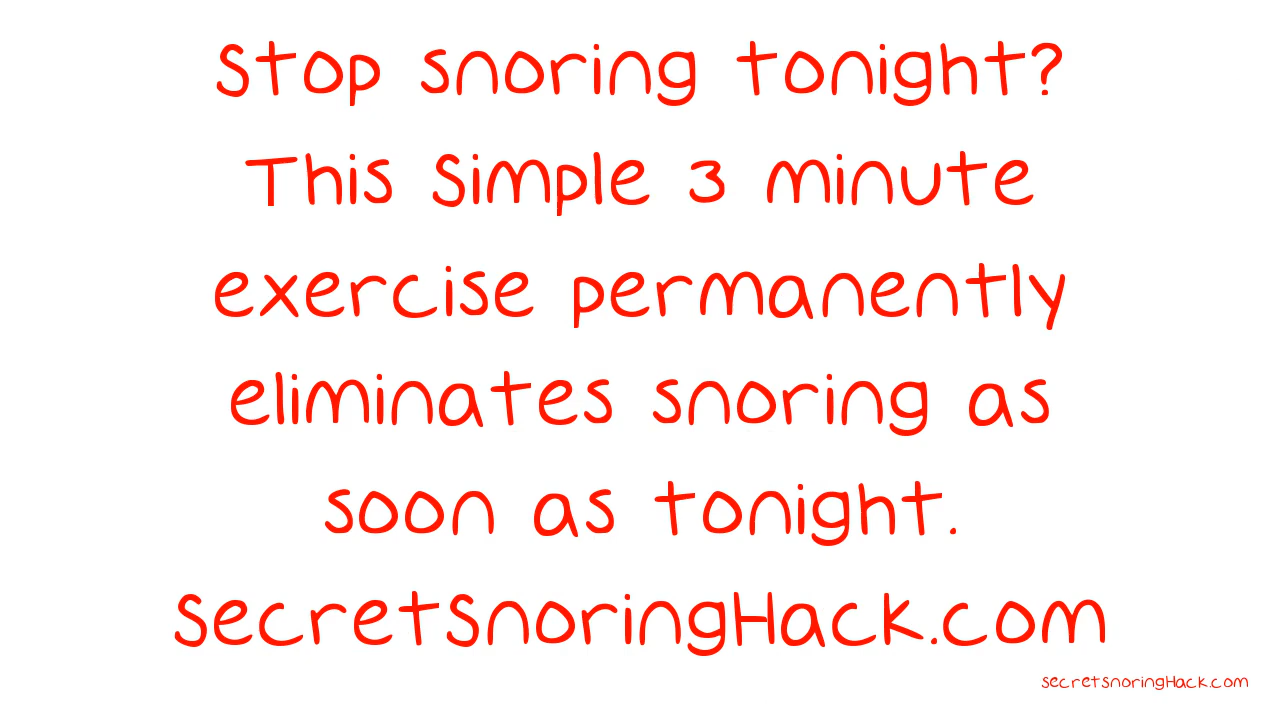 Stop snoring tonight?
This Simple 3 minute
exercise permanently
eliminates snoring as
soon as tonight.
SecretSnoringHack.com
secretsnoringHack.com